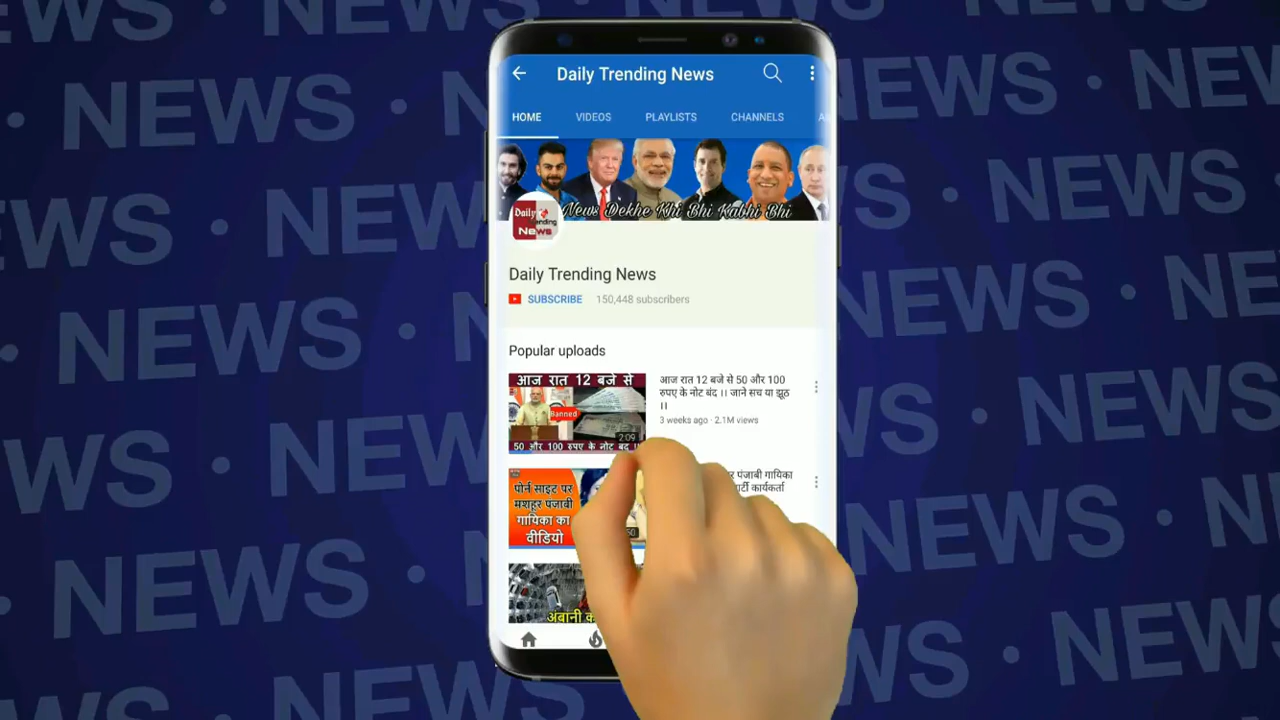 NEWS • NEWS • NEWS
Daily Trending News
HOME VIDEOS PLAYLISTS CHANNELS
News Dekhe Khi Bhi Kabhi Bhi
Daily
Trending
News
Daily Trending News
SUBSCRIBE 150,448 subscribers
Popular uploads
आज रात 12 बजे से
Banned
2:09
50 और 100 रुपए के नोट बंद !!
आज रात 12 बजे से 50 और 100
रुपए के नोट बंद ।। जाने सच या झूठ
।।
3 weeks ago · 2.1M views
पोर्न साइट पर
मशहूर पंजाबी
गायिका का
वीडियो
पंजाबी गायिका
कार्यकर्ता
अंबानी